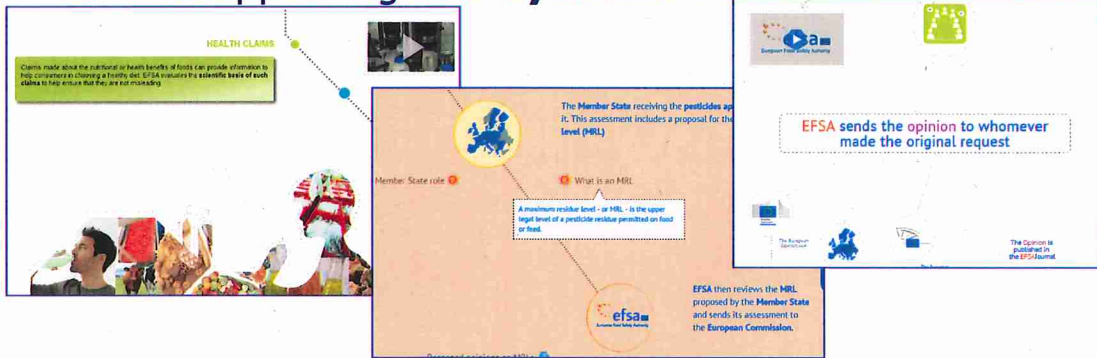 HEALTH CLAIMS
Claims made about the nutritional or health benefits of foods can provide information to
help consumers in choosing a healthy diet. EFSA evaluates the scientific basis of such
claims to help ensure that they are not misleading.
The Member State receiving the pesticides ap
it. This assessment includes a proposal for the
level (MRL)
Member State role
What is an MRL
A maximum residue level - or MRL - is the upper
legal level of a pesticide residue permitted on food
or feed.
efsa
European Food Safety Authority
EFSA then reviews the MRL
proposed by the Member State
and sends its assessment to
the European Commission.
European Food Safety Authority
EFSA sends the opinion to whomever
made the original request
The Opinion is
published in
the EFSAJournal